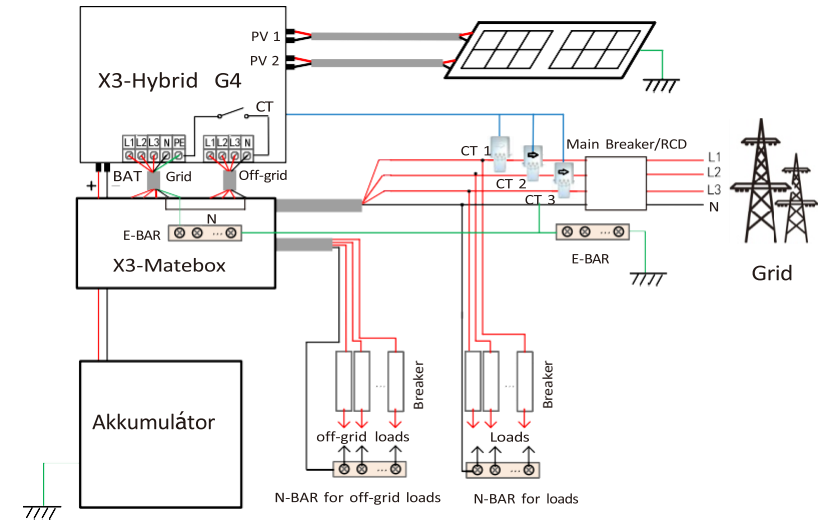 PV 1
PV 2
X3-Hybrid G4
CT
L1 L2 L3 N PE
L1 L2 L3 N
BAT
Grid
Off-grid
+
−
CT 1
CT 2
CT 3
Main Breaker/RCD
L1
L2
L3
N
N
E-BAR
...
X3-Matebox
...
E-BAR
Grid
Akkumulátor
...
Breaker
...
Breaker
off-grid loads
Loads
...
...
N-BAR for off-grid loads
N-BAR for loads